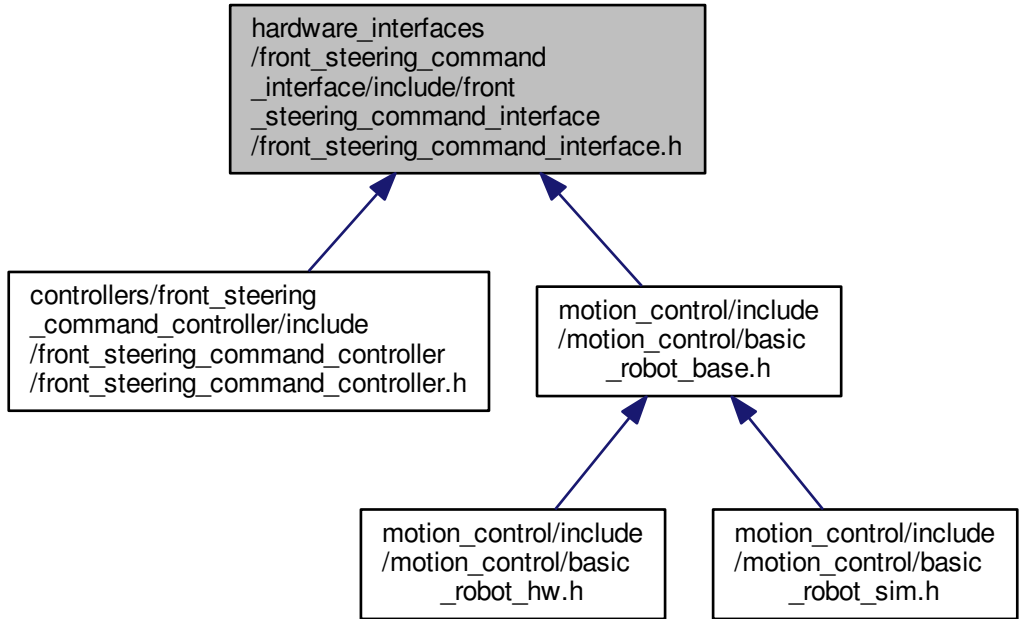 hardware_interfaces
/front_steering_command
_interface/include/front
_steering_command_interface
/front_steering_command_interface.h
controllers/front_steering
_command_controller/include
/front_steering_command_controller
/front_steering_command_controller.h
motion_control/include
/motion_control/basic
_robot_base.h
motion_control/include
/motion_control/basic
_robot_hw.h
motion_control/include
/motion_control/basic
_robot_sim.h